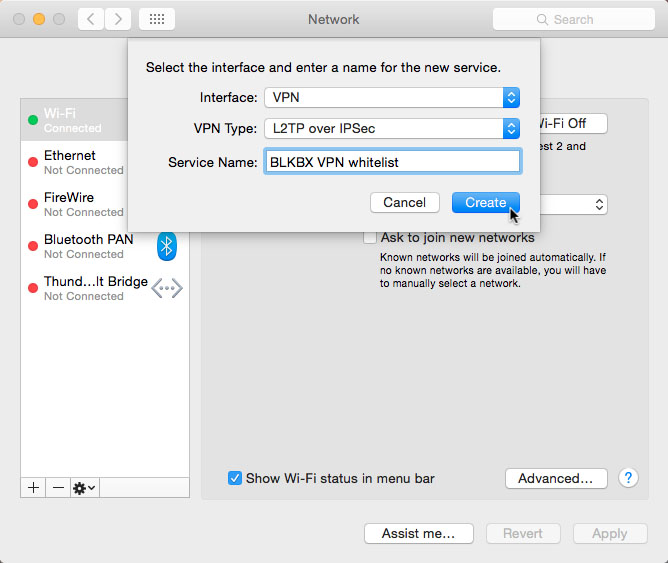 Network
Search
Select the interface and enter a name for the new service.
Interface: VPN
VPN Type: L2TP over IPSec
Service Name: BLKBX VPN whitelist
Cancel Create
Wi-Fi
Connected
Ethernet
Not Connected
FireWire
Not Connected
Bluetooth PAN
Not Connected
Thund...lt Bridge
Not Connected
Wi-Fi Off
est 2 and
Ask to join new networks
Known networks will be joined automatically. If
no known networks are available, you will have
to manually select a network.
Show Wi-Fi status in menu bar
Advanced...
?
Assist me... Revert Apply